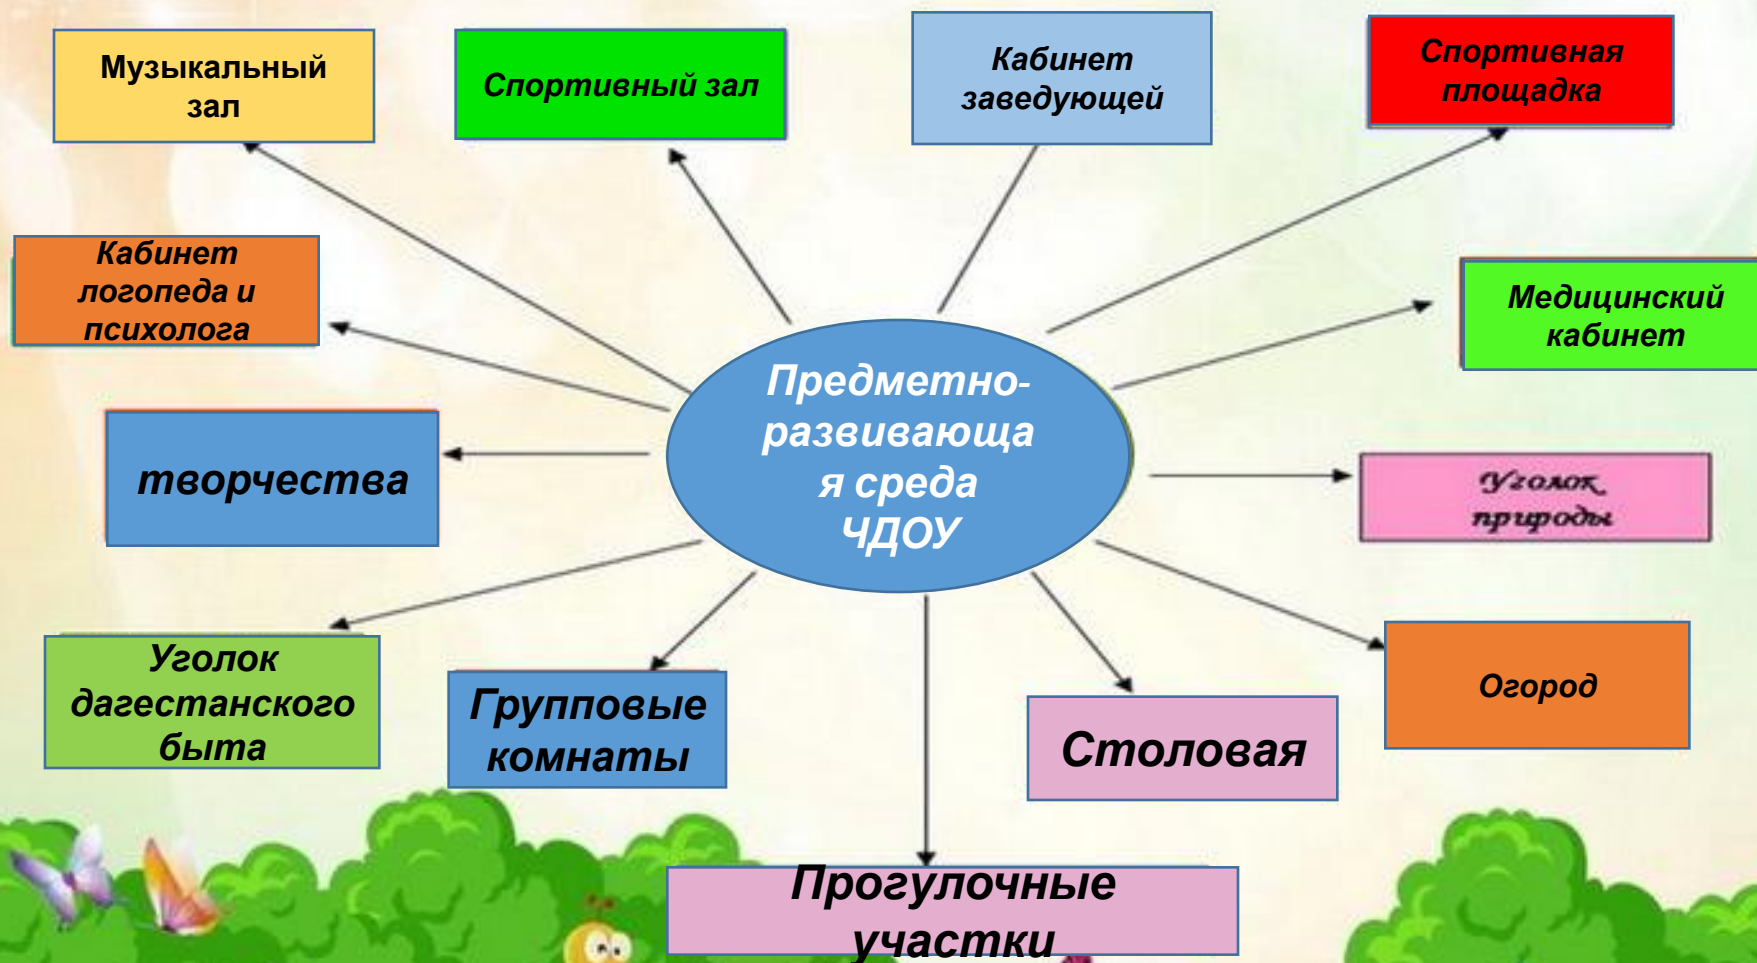 Музыкальный
зал
Спортивный зал
Кабинет
заведующей
Спортивная
площадка
Кабинет
логопеда и
психолога
Медицинский
кабинет
Предметно-
развивающа
я среда
ЧДОУ
творчества
Уголок
природы
Уголок
дагестанского
быта
Групповые
комнаты
Столовая
Огород
Прогулочные
участки